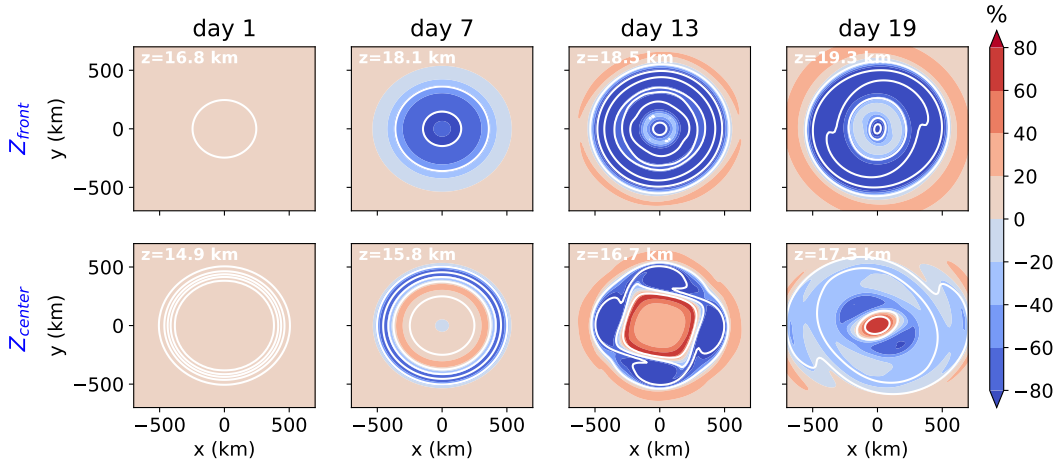 day 1 day 7 day 13 day 19 %
z=16.8 km z=18.1 km z=18.5 km z=19.3 km
Z_front
y (km)
500
0
−500
z=14.9 km z=15.8 km z=16.7 km z=17.5 km
Z_center
y (km)
500
0
−500
−500 0 500 −500 0 500 −500 0 500 −500 0 500
x (km) x (km) x (km) x (km)
80
60
40
20
0
−20
−40
−60
−80